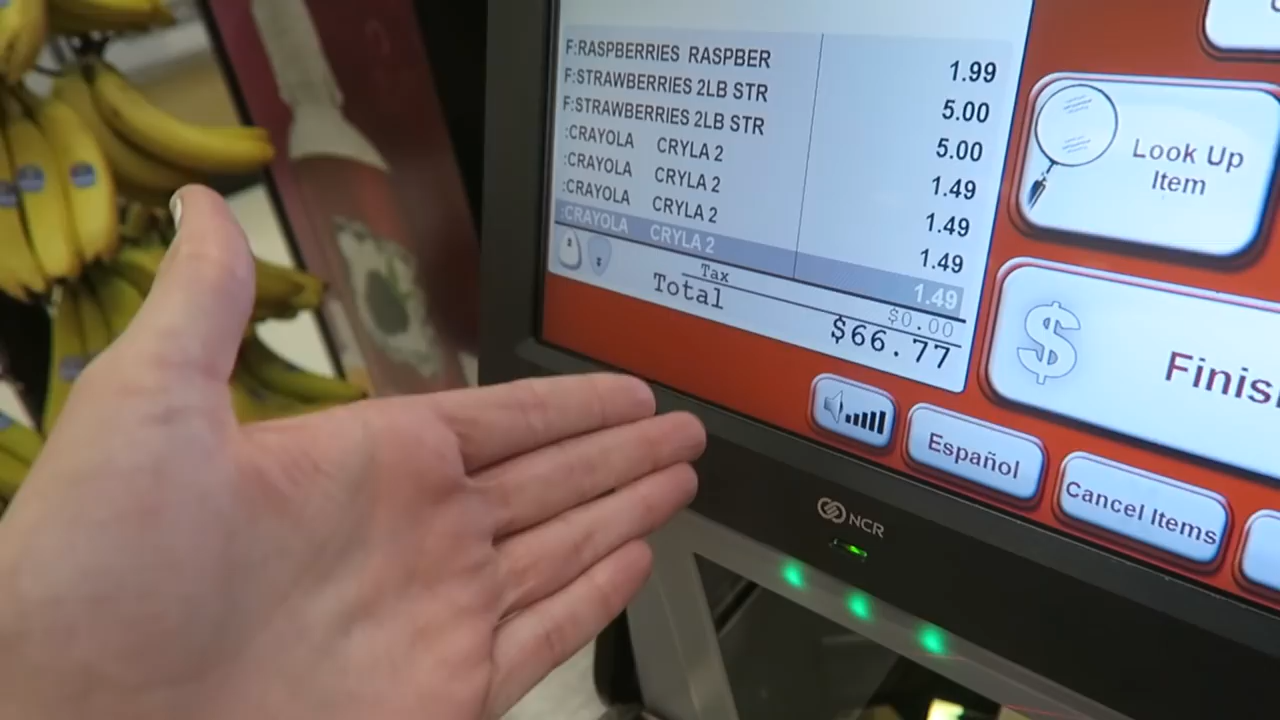 F:RASPBERRIES RASPBER 1.99
F:STRAWBERRIES 2LB STR 5.00
F:STRAWBERRIES 2LB STR 5.00
:CRAYOLA CRYLA 2 1.49
:CRAYOLA CRYLA 2 1.49
:CRAYOLA CRYLA 2 1.49
:CRAYOLA CRYLA 2 1.49
Tax $0.00
Total $66.77
Look Up
Item
$
Español
Cancel Items
NCR